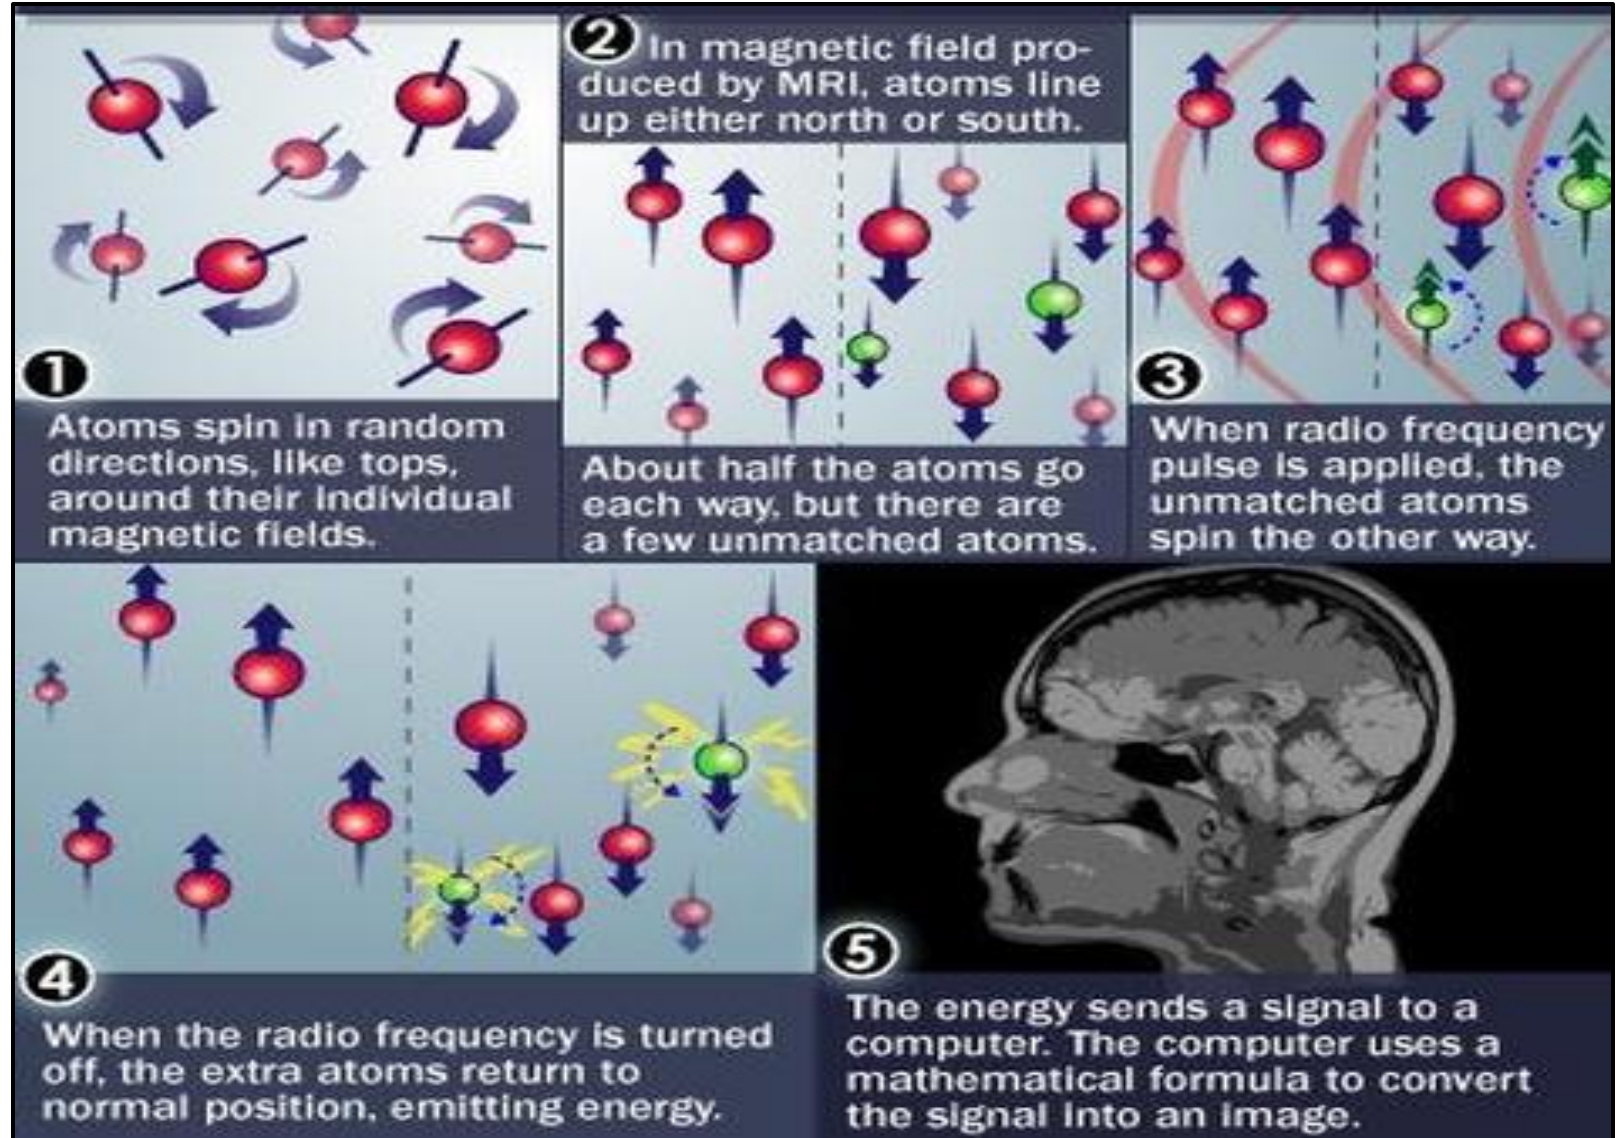 1
Atoms spin in random
directions, like tops,
around their individual
magnetic fields.
2 In magnetic field pro-
duced by MRI, atoms line
up either north or south.
About half the atoms go
each way, but there are
a few unmatched atoms.
3
When radio frequency
pulse is applied, the
unmatched atoms
spin the other way.
4
When the radio frequency is turned
off, the extra atoms return to
normal position, emitting energy.
5
The energy sends a signal to a
computer. The computer uses a
mathematical formula to convert
the signal into an image.